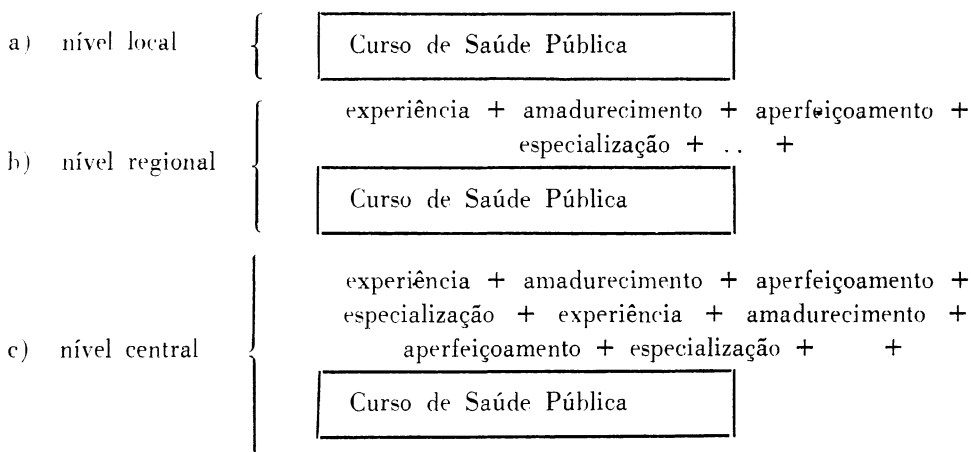 a) nível local
Curso de Saúde Pública
experiência + amadurecimento + aperfeiçoamento +
especialização + .. +
b) nível regional
Curso de Saúde Pública
experiência + amadurecimento + aperfeiçoamento +
especialização + experiência + amadurecimento +
c) nível central
aperfeiçoamento + especialização + +
Curso de Saúde Pública